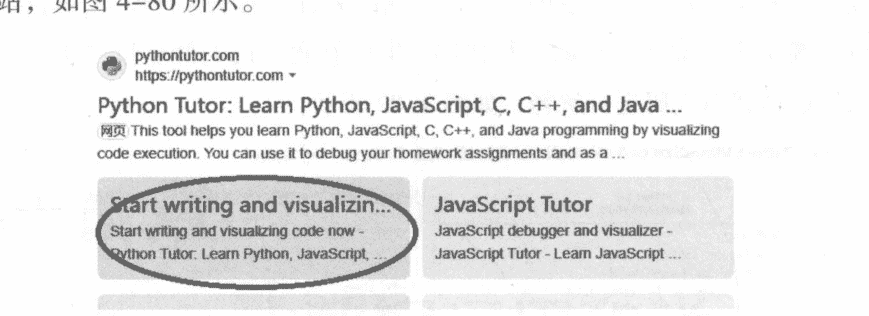 站，如图 4-80 所示。
pythontutor.com
https://pythontutor.com
Python Tutor: Learn Python, JavaScript, C, C++, and Java ...
网页 This tool helps you learn Python, JavaScript, C, C++, and Java programming by visualizing
code execution. You can use it to debug your homework assignments and as a ...
Start writing and visualizin...
Start writing and visualizing code now -
Python Tutor: Learn Python, JavaScript, ...
JavaScript Tutor
JavaScript debugger and visualizer -
JavaScript Tutor - Learn JavaScript ...